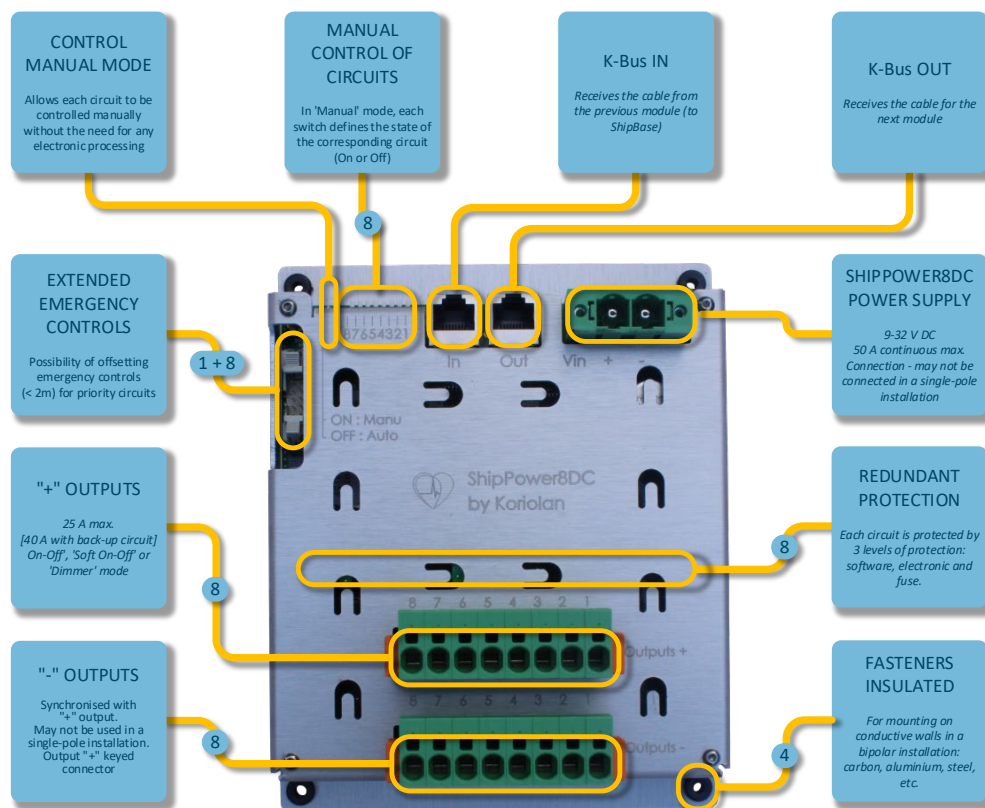 CONTROL
MANUAL MODE
Allows each circuit to be
controlled manually
without the need for any
electronic processing
MANUAL
CONTROL OF
CIRCUITS
In 'Manual' mode, each
switch defines the state of
the corresponding circuit
(On or Off)
K-Bus IN
Receives the cable from
the previous module (to
ShipBase)
K-Bus OUT
Receives the cable for the
next module
8
EXTENDED
EMERGENCY
CONTROLS
Possibility of offsetting
emergency controls
(< 2m) for priority circuits
1 + 8
87654321
In
Out
Vin + -
SHIPPOWER8DC
POWER SUPPLY
9-32 V DC
50 A continuous max.
Connection - may not be
connected in a single-pole
installation
ON : Manu
OFF : Auto
ShipPower8DC
by Koriolan
"+" OUTPUTS
25 A max.
[40 A with back-up circuit]
On-Off', 'Soft On-Off' or
'Dimmer' mode
8
REDUNDANT
PROTECTION
Each circuit is protected by
3 levels of protection:
software, electronic and
fuse.
8
8 7 6 5 4 3 2 1
Outputs +
"-" OUTPUTS
Synchronised with
"+" output.
May not be used in a
single-pole installation.
Output "+" keyed
connector
8
8 7 6 5 4 3 2 1
Outputs -
FASTENERS
INSULATED
For mounting on
conductive walls in a
bipolar installation:
carbon, aluminium, steel,
etc.
4